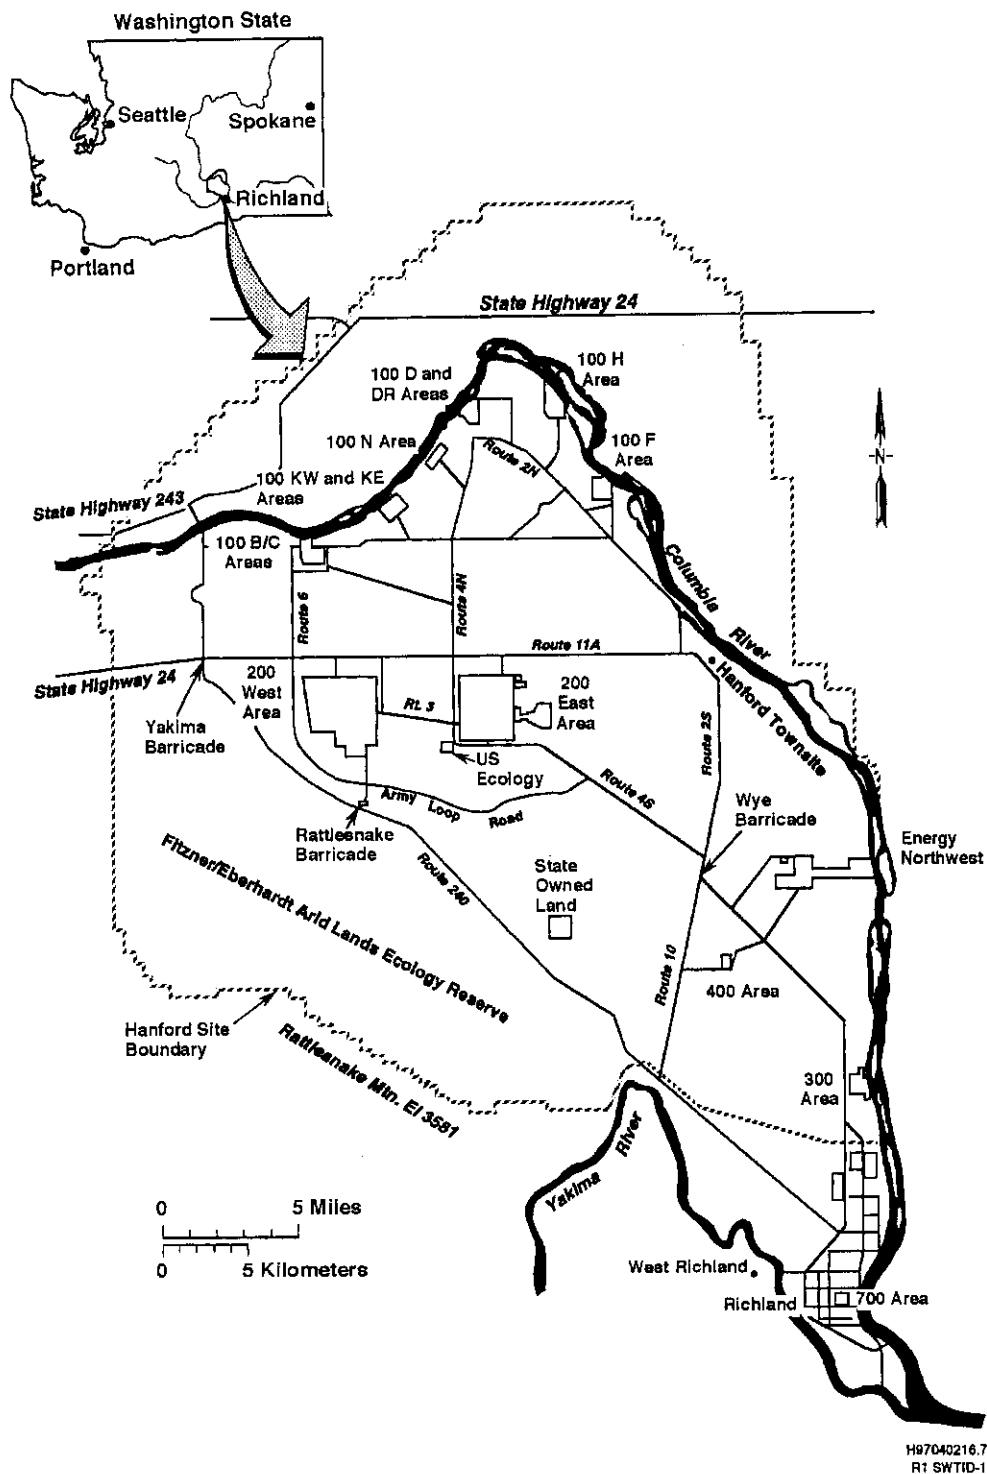 Washington State
Seattle
Spokane
Richland
Portland
State Highway 24
100 H
Area
100 D and
DR Areas
100 N Area
100 F
Area
Route 2N
100 KW and KE
Areas
State Highway 243
-N-
100 B/C
Areas
Columbia
River
Route 6
Route 4N
Route 11A
State Highway 24
200
West
Area
Rt. 3
200
East
Area
Hanford Townsite
Yakima
Barricade
US
Ecology
Route 2S
Army Loop Road
Route 4S
Wye
Barricade
Rattlesnake
Barricade
Energy
Northwest
Fitzner/Eberhardt Arid Lands Ecology Reserve
Route 240
State
Owned
Land
Route 10
400 Area
Hanford Site
Boundary
Rattlesnake Mtn. El 3581
300
Area
Yakima
River
0 5 Miles
0 5 Kilometers
West Richland
Richland
700 Area
H97040216.7
R1 SWTID-1